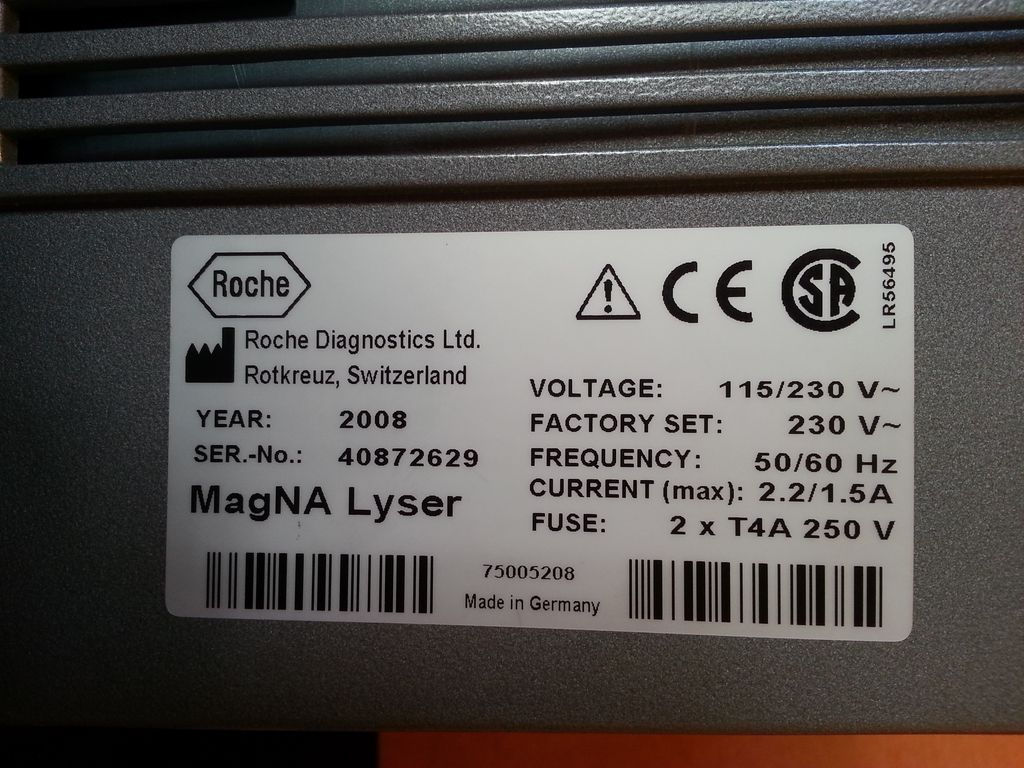 Roche
Roche Diagnostics Ltd.
Rotkreuz, Switzerland
YEAR: 2008
SER.-No.: 40872629
MagNA Lyser
CE
SA
LR56495
VOLTAGE: 115/230 V~
FACTORY SET: 230 V~
FREQUENCY: 50/60 Hz
CURRENT (max): 2.2/1.5A
FUSE: 2 x T4A 250 V
75005208
Made in Germany